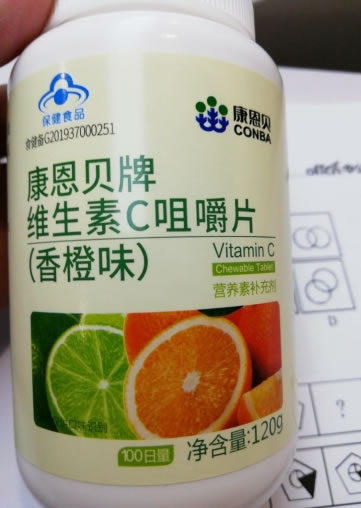 保健食品
食健备G201937000251
康恩贝
CONBA
康恩贝牌
维生素C咀嚼片
(香橙味)
Vitamin C
Chewable Tablet
营养素补充剂
100日量
净含量:120g
D
?